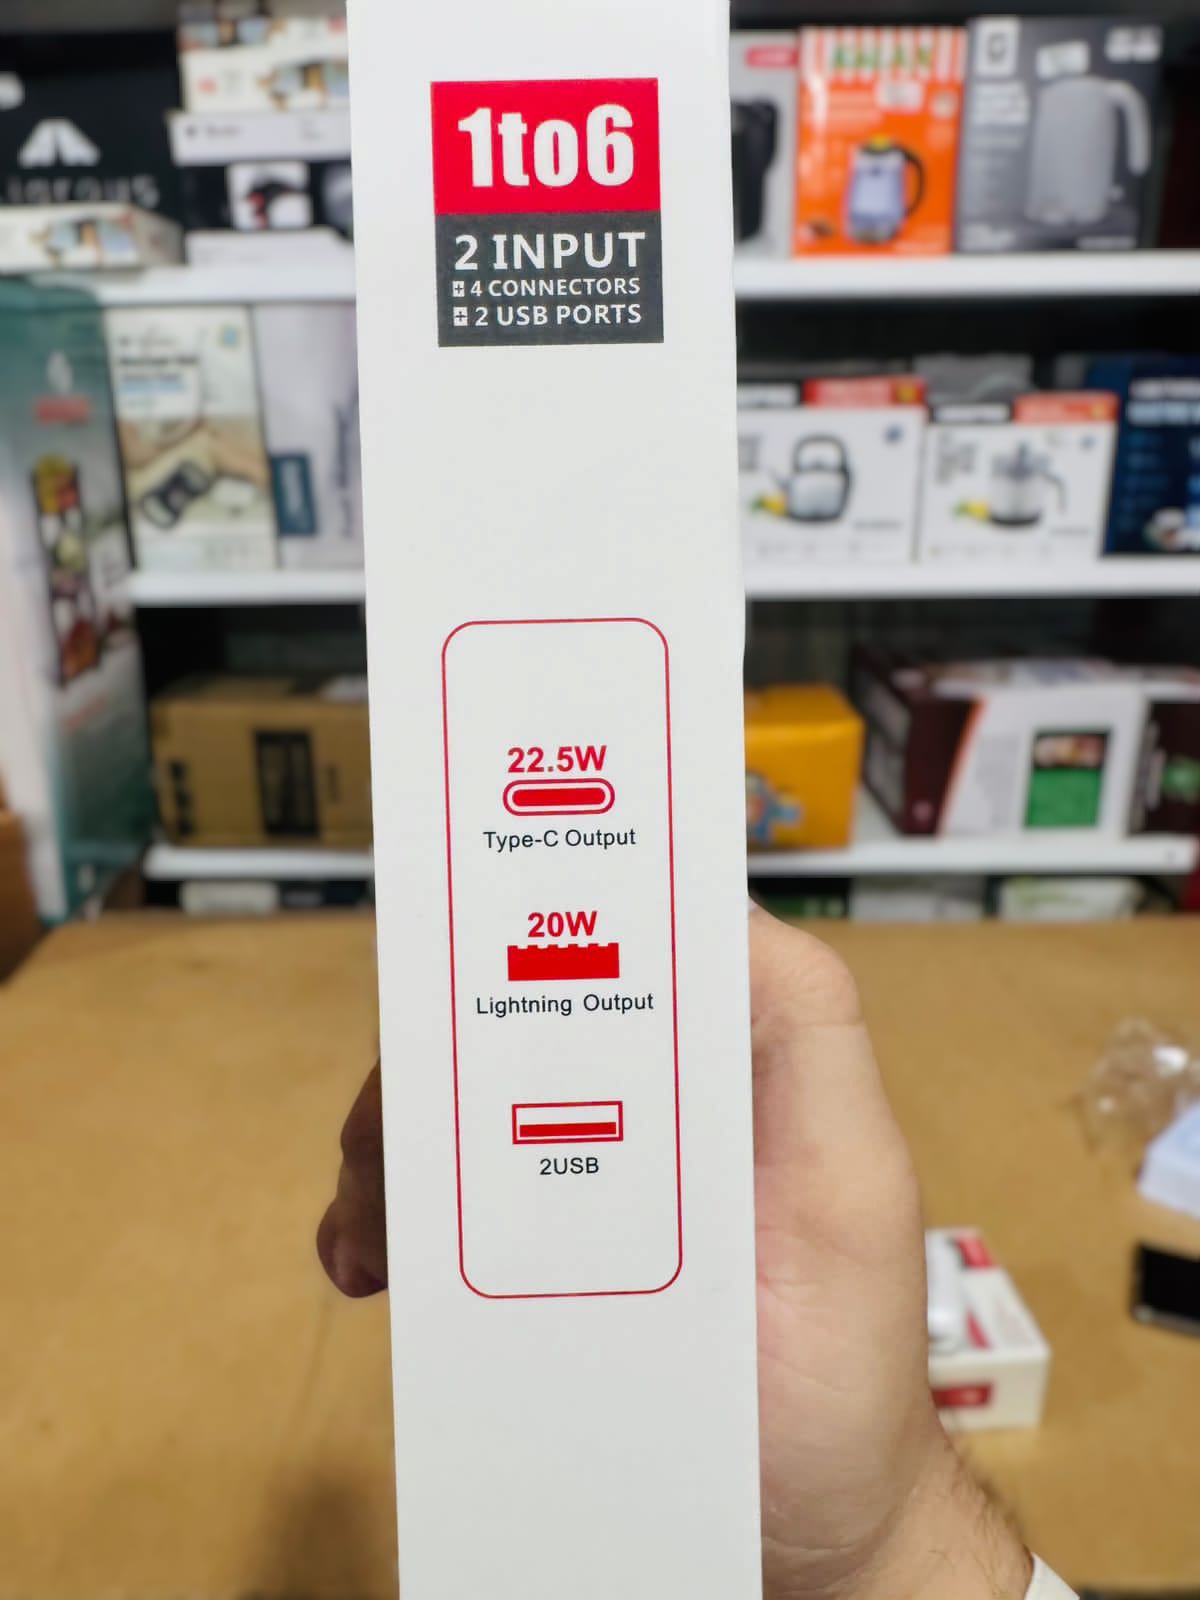 1to6
2 INPUT
+ 4 CONNECTORS
+ 2 USB PORTS
22.5W
Type-C Output
20W
Lightning Output
2USB